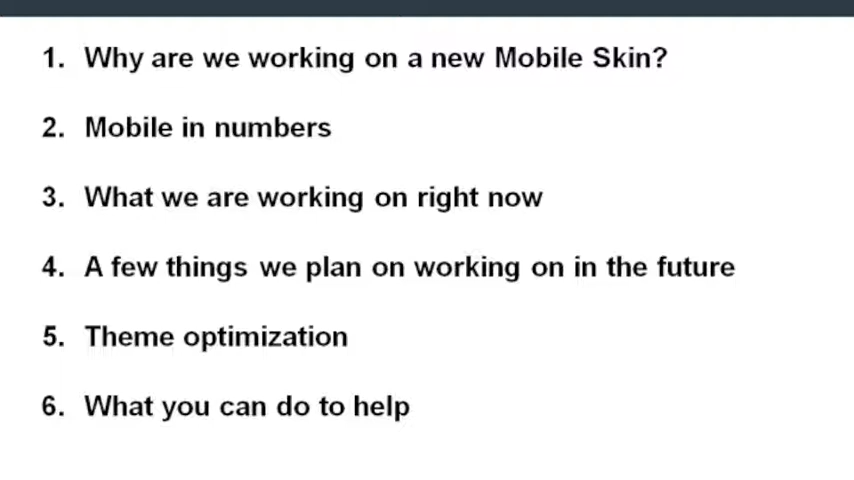 1. Why are we working on a new Mobile Skin?
2. Mobile in numbers
3. What we are working on right now
4. A few things we plan on working on in the future
5. Theme optimization
6. What you can do to help